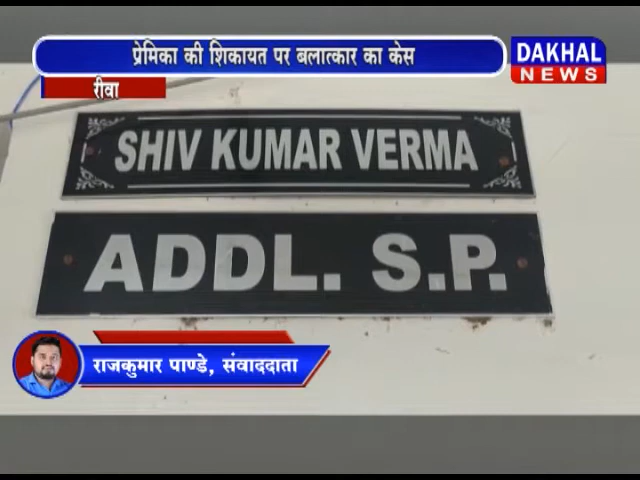 प्रेमिका की शिकायत पर बलात्कार का केस
DAKHAL
NEWS
रीवा
SHIV KUMAR VERMA
ADDL. S.P.
राजकुमार पाण्डे, संवाददाता